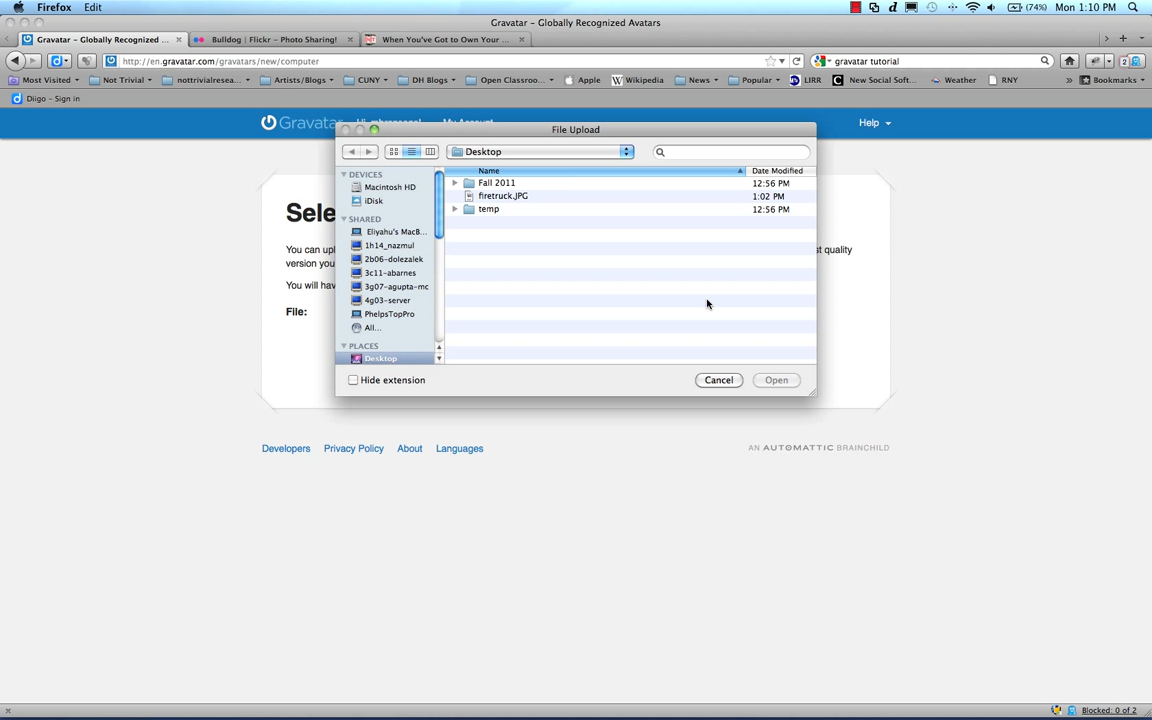 Firefox Edit (74%) Mon 1:10 PM
Gravatar – Globally Recognized Avatars
Gravatar – Globally Recognized ... Bulldog | Flickr – Photo Sharing! When You've Got to Own Your ...
http://en.gravatar.com/gravatars/new/computer gravatar tutorial
Most Visited Not Trivial nottrivialresea... Artists/Blogs CUNY DH Blogs Open Classroo... Apple Wikipedia News Popular LIRR New Social Soft... Weather RNY » Bookmarks
Diigo – Sign in
Gravatar My Account Help
File Upload
Desktop
Name Date Modified
DEVICES
Macintosh HD
iDisk
SHARED
Eliyahu's MacB...
1h14_nazmul
2b06-dolezalek
3c11-abarnes
3g07-agupta-mc
4g03-server
PhelpsTopPro
All...
PLACES
Desktop
Fall 2011 12:56 PM
firetruck.JPG 1:02 PM
temp 12:56 PM
Hide extension Cancel Open
Sele
You can upl st quality
version you
You will hav
File:
Developers Privacy Policy About Languages AN AUTOMATTIC BRAINCHILD
Blocked: 0 of 2